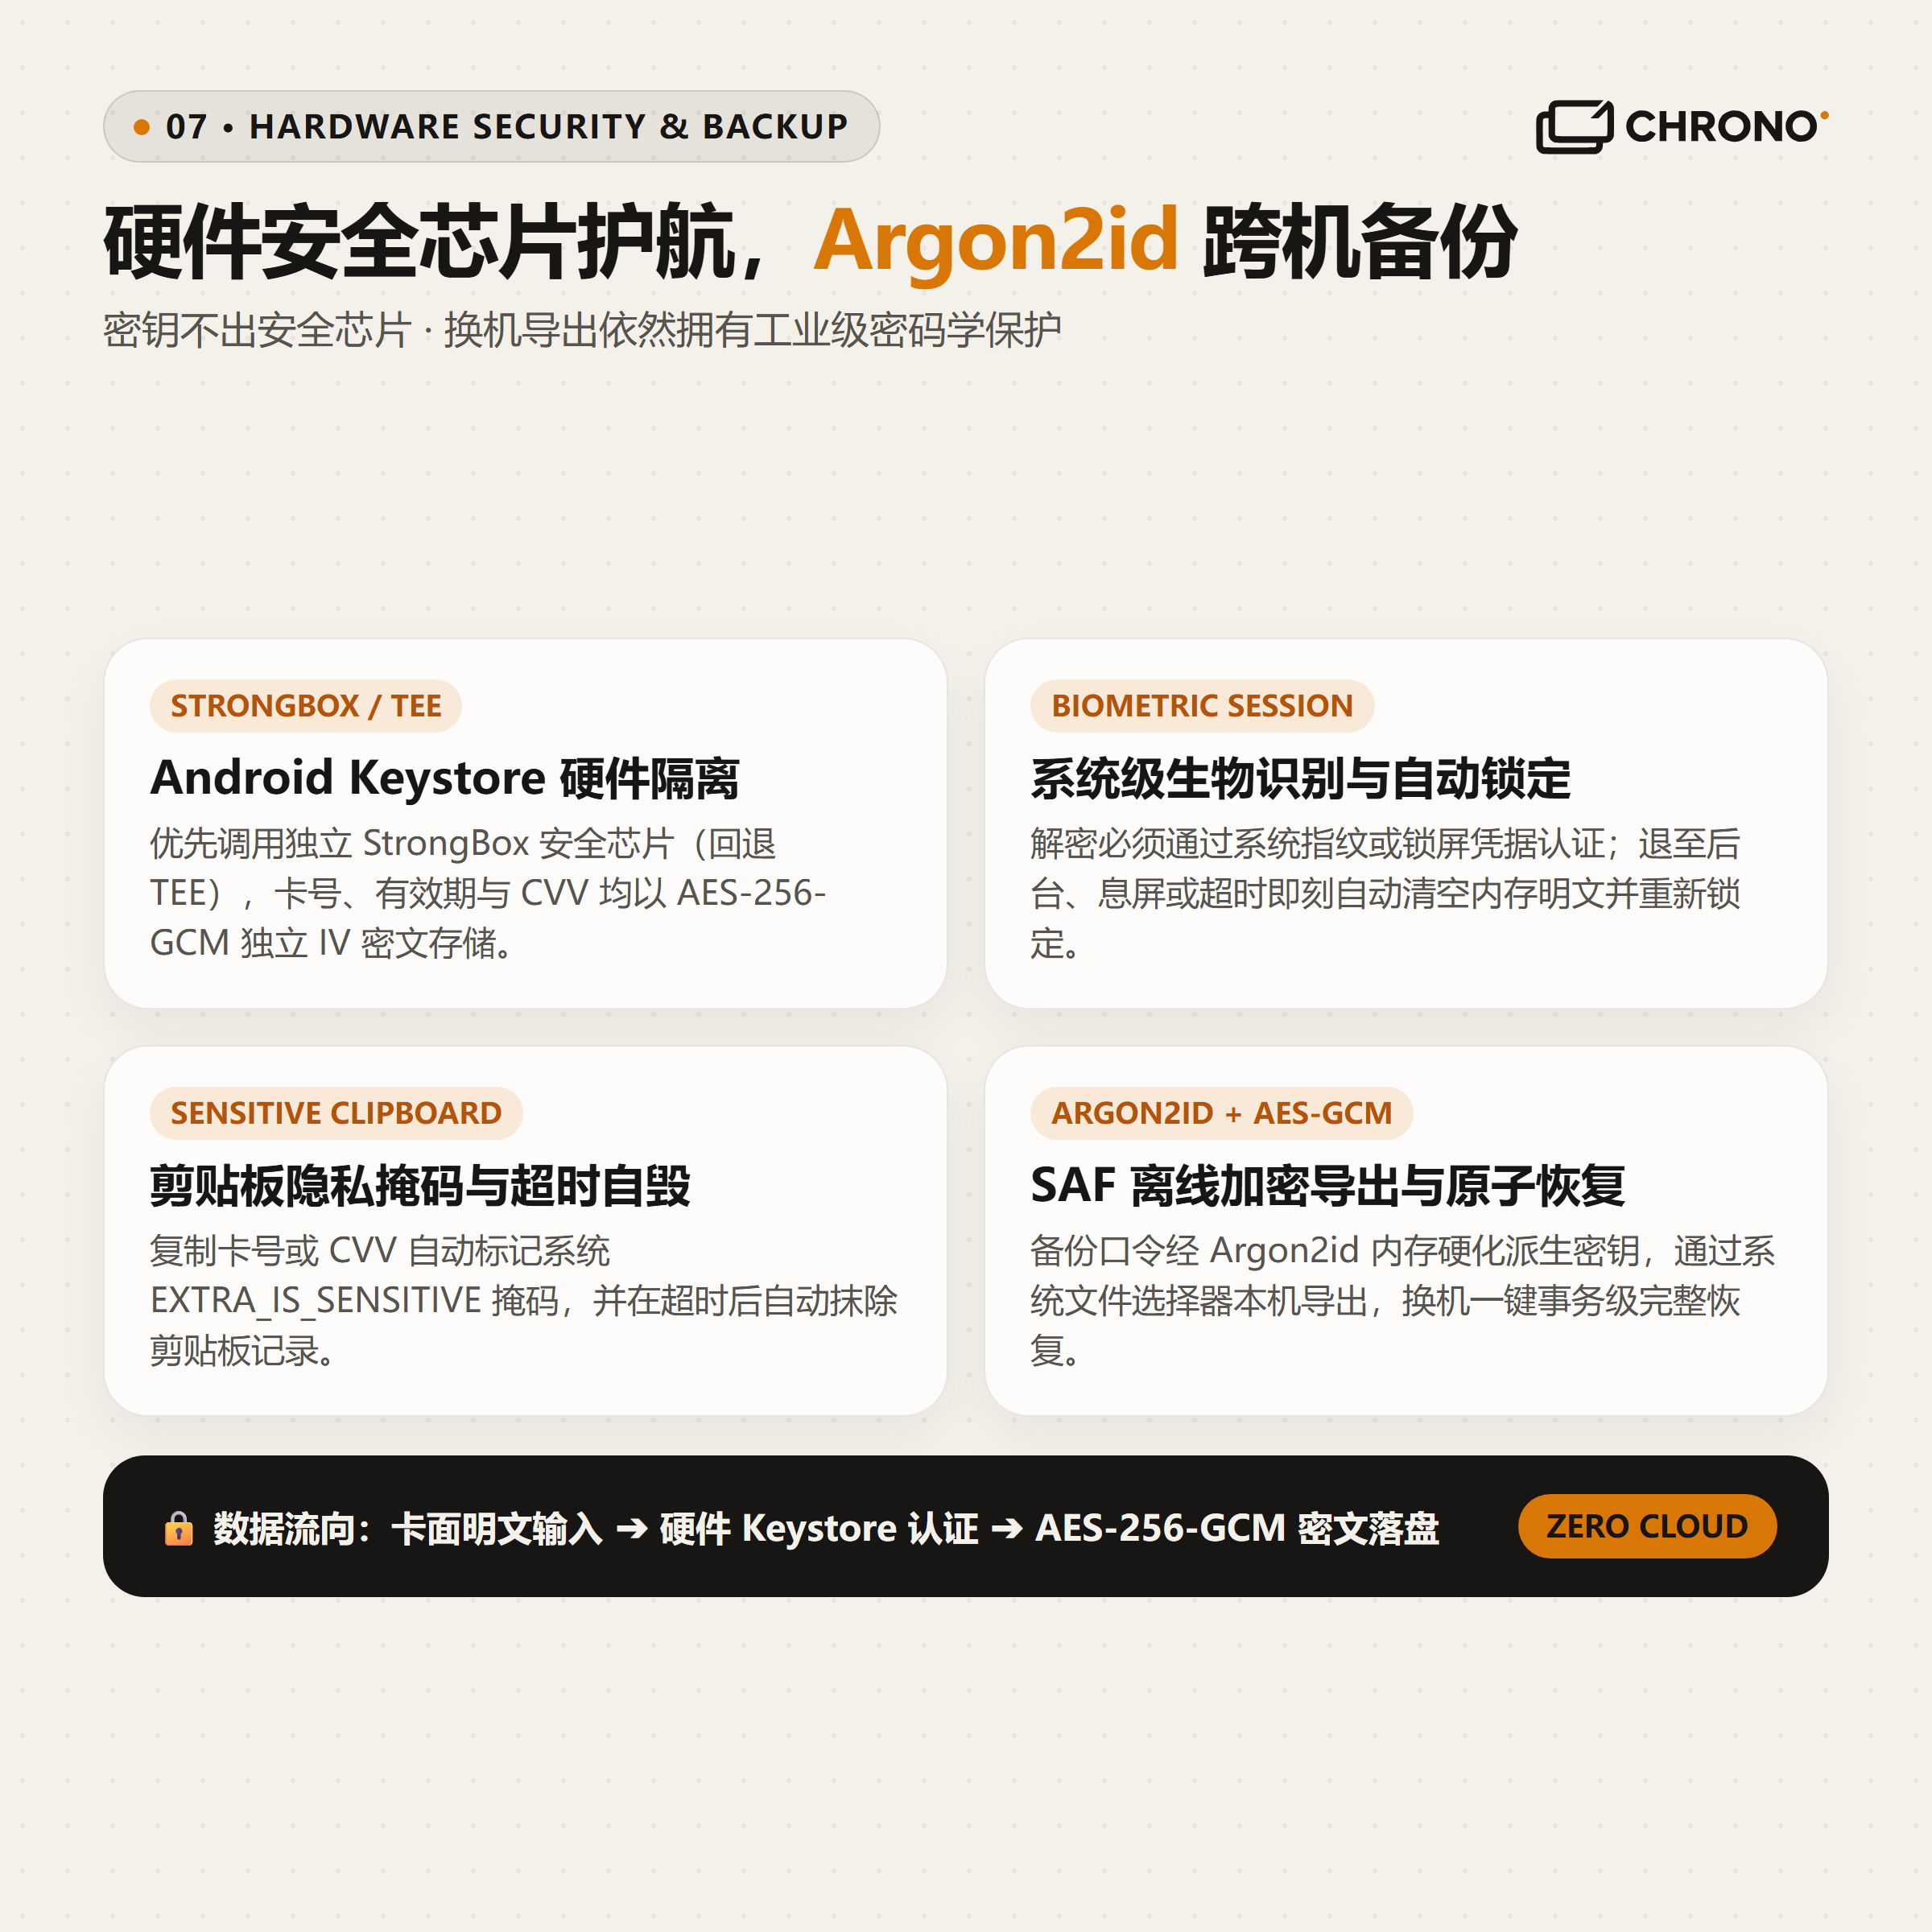 07 • HARDWARE SECURITY & BACKUP
CHRONO
硬件安全芯片护航，Argon2id 跨机备份
密钥不出安全芯片 · 换机导出依然拥有工业级密码学保护
STRONGBOX / TEE
Android Keystore 硬件隔离
优先调用独立 StrongBox 安全芯片（回退
TEE），卡号、有效期与 CVV 均以 AES-256-
GCM 独立 IV 密文存储。
BIOMETRIC SESSION
系统级生物识别与自动锁定
解密必须通过系统指纹或锁屏凭据认证；退至后
台、息屏或超时即刻自动清空内存明文并重新锁
定。
SENSITIVE CLIPBOARD
剪贴板隐私掩码与超时自毁
复制卡号或 CVV 自动标记系统
EXTRA_IS_SENSITIVE 掩码，并在超时后自动抹除
剪贴板记录。
ARGON2ID + AES-GCM
SAF 离线加密导出与原子恢复
备份口令经 Argon2id 内存硬化派生密钥，通过系
统文件选择器本机导出，换机一键事务级完整恢
复。
🔒 数据流向：卡面明文输入 ➔ 硬件 Keystore 认证 ➔ AES-256-GCM 密文落盘
ZERO CLOUD